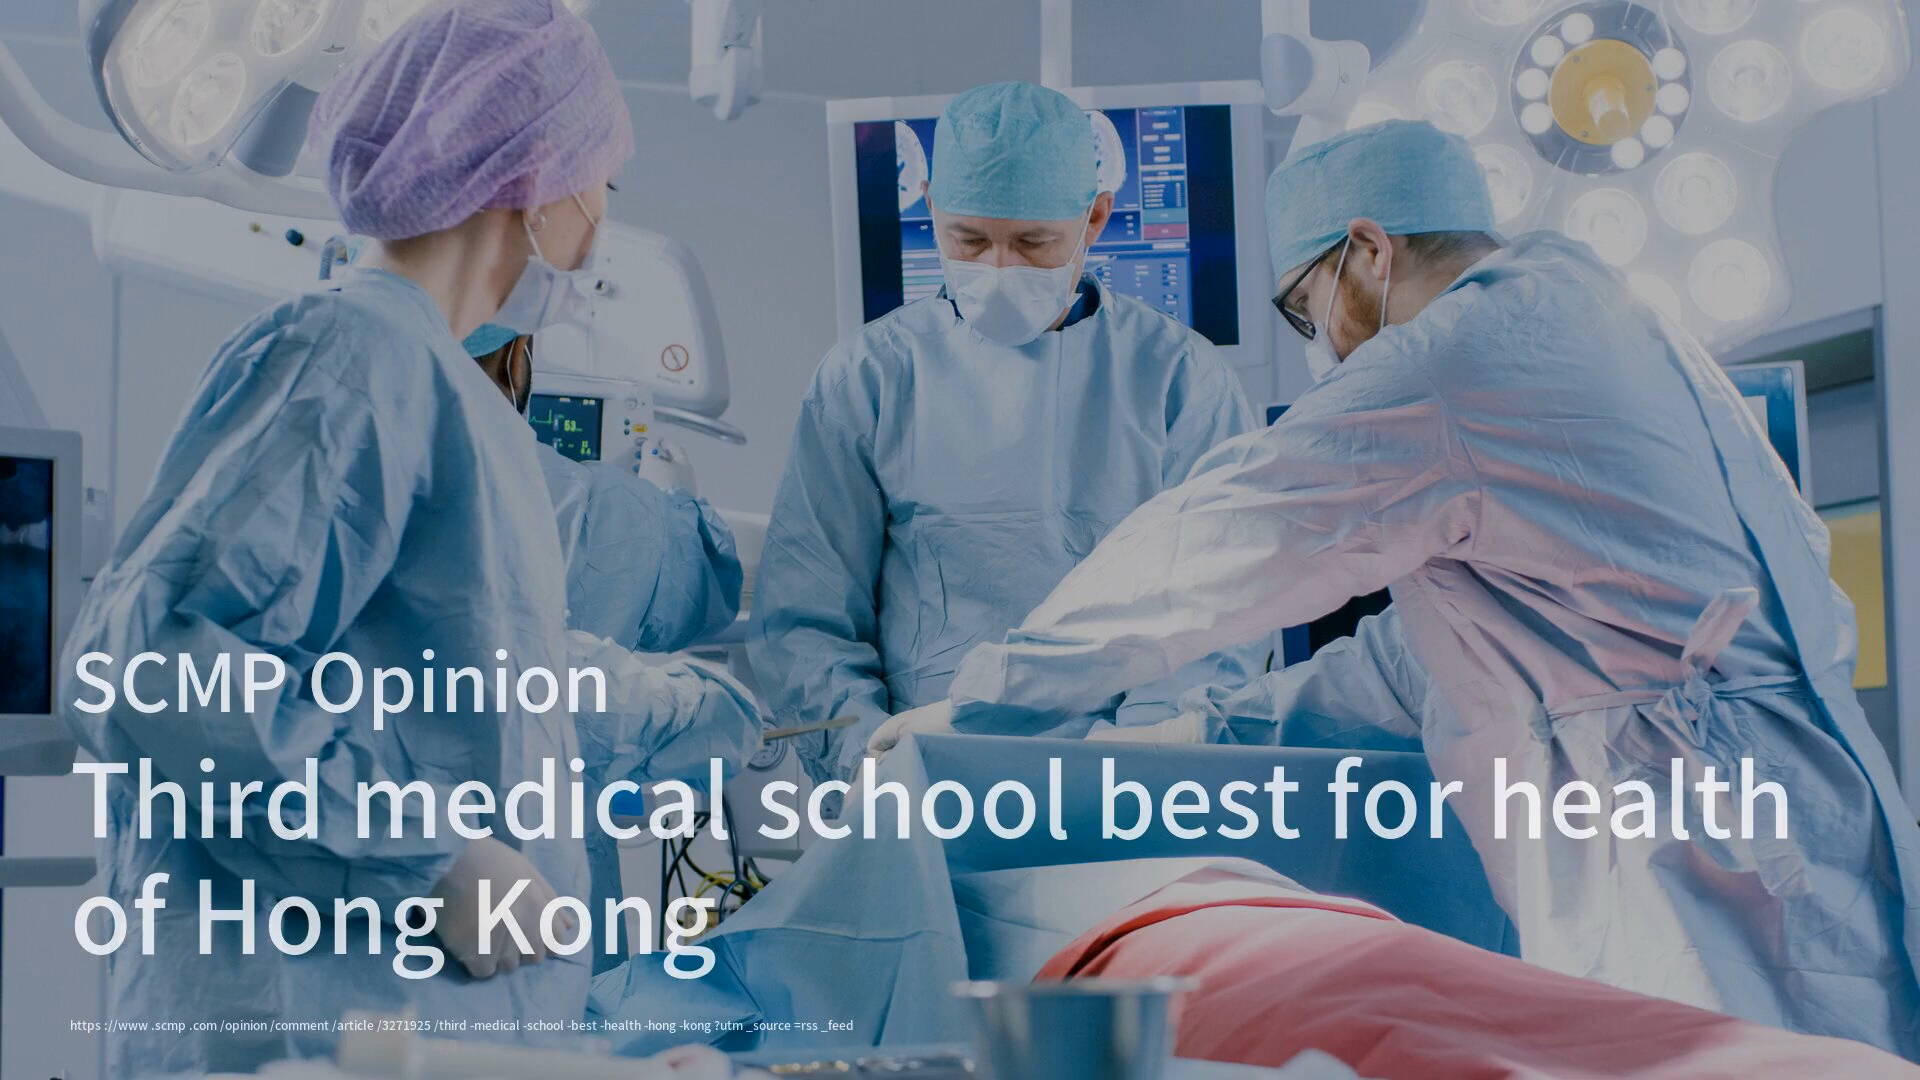 SCMP Opinion
Third medical school best for health
of Hong Kong
https ://www .scmp .com /opinion /comment /article /3271925 /third -medical -school -best -health -hong -kong ?utm _source =rss _feed
53